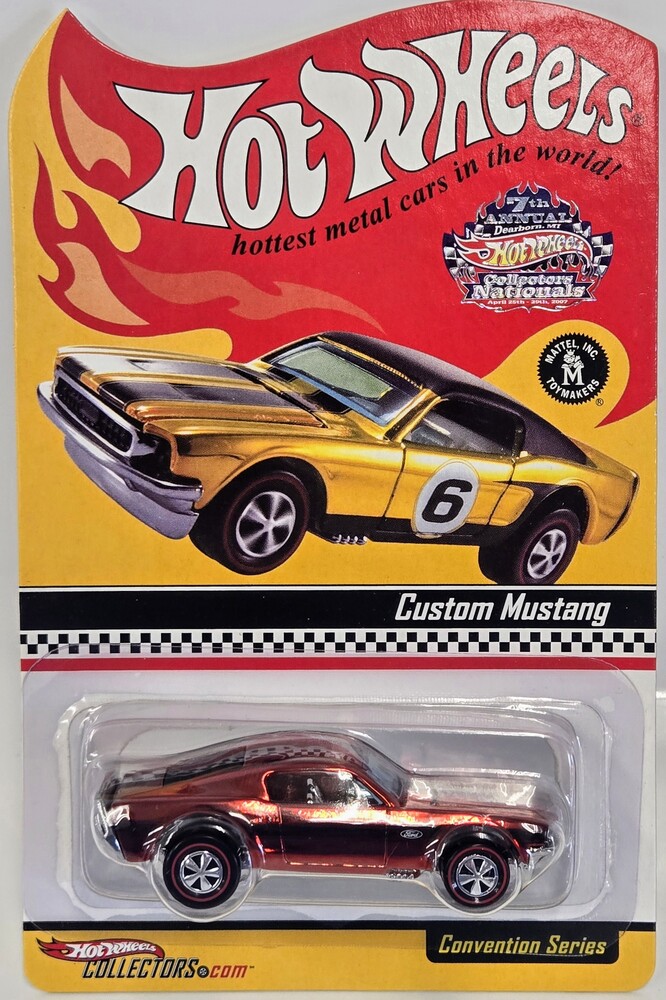 Hot Wheels®
hottest metal cars in the world!
7th
ANNUAL
Dearborn, MI
Hot Wheels
Collectors
Nationals
April 25th - 29th, 2007
MATTEL, INC.
M
TOYMAKERS
®
6
Custom Mustang
Ford
Hot Wheels
COLLECTORS.COM™
Convention Series